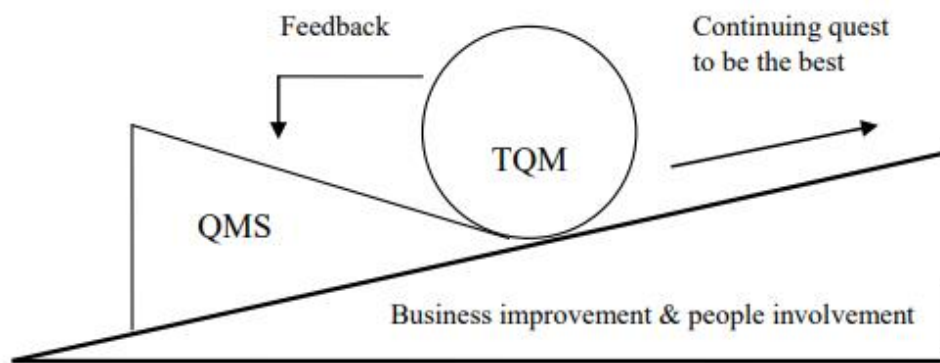 Feedback
Continuing quest
to be the best
TQM
QMS
Business improvement & people involvement